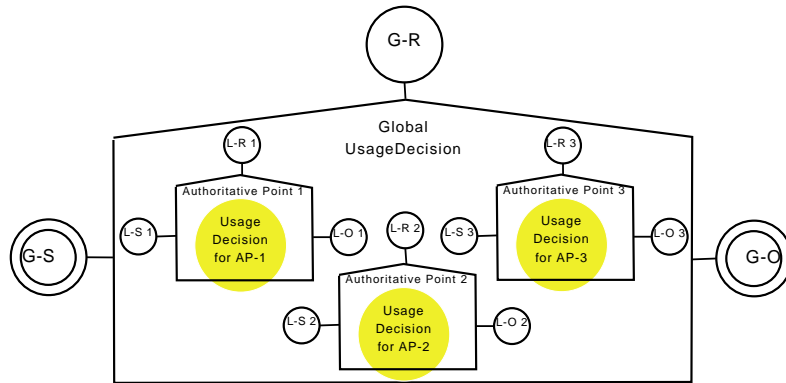 G-R
Global
UsageDecision
L-R 1
L-R 3
Authoritative Point 1
Authoritative Point 3
L-S 1
Usage
Decision
for AP-1
L-O 1
L-R 2
L-S 3
Usage
Decision
for AP-3
L-O 3
G-S
G-O
Authoritative Point 2
L-S 2
Usage
Decision
for AP-2
L-O 2